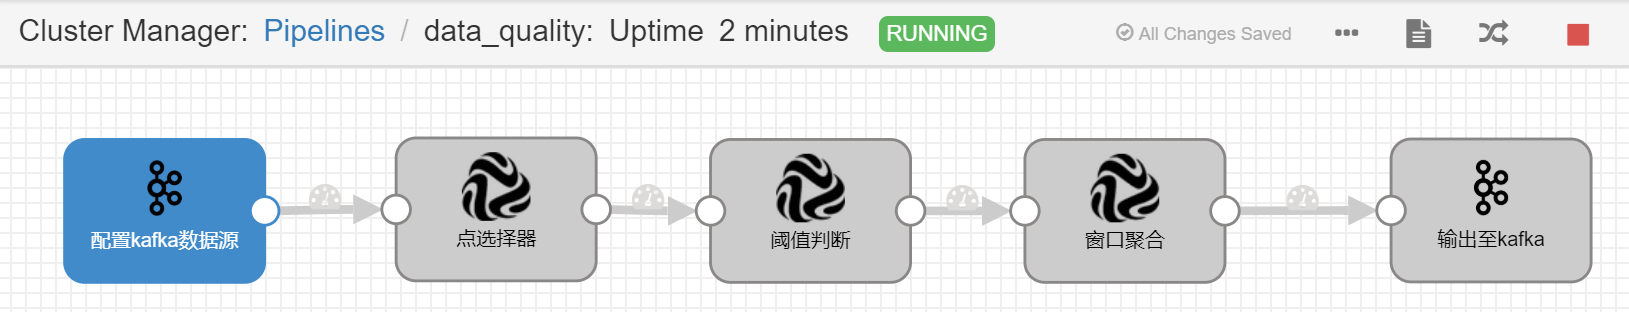 Cluster Manager: Pipelines / data_quality: Uptime 2 minutes RUNNING All Changes Saved
配置kafka数据源 点选择器 阈值判断 窗口聚合 输出至kafka